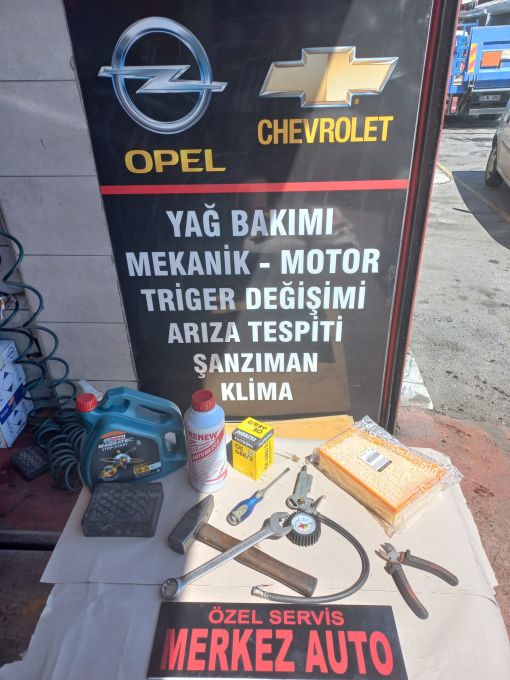 OPEL
CHEVROLET
YAĞ BAKIMI
MEKANİK - MOTOR
TRİGER DEĞİŞİMİ
ARIZA TESPİTİ
ŞANZIMAN
KLİMA
RENEW
ÖZEL SERVİS
MERKEZ AUTO